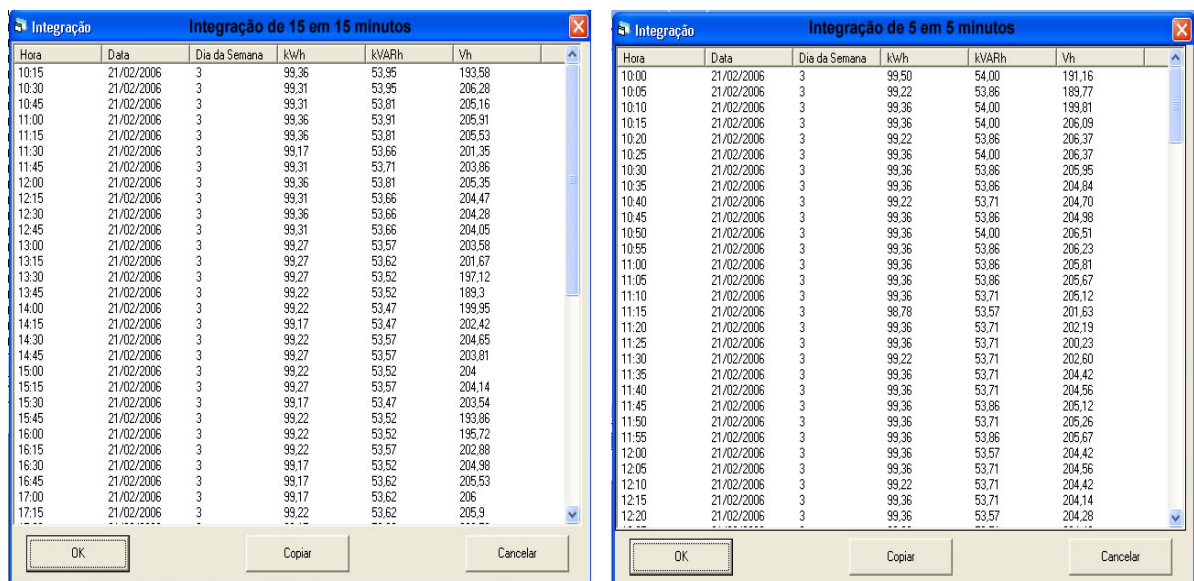 Integração Integração de 15 em 15 minutos
Hora Data Dia da Semana kWh kVARh Vh
10:15 21/02/2006 3 99,36 53,95 193,58
10:30 21/02/2006 3 99,31 53,95 206,28
10:45 21/02/2006 3 99,31 53,81 205,16
11:00 21/02/2006 3 99,36 53,91 205,91
11:15 21/02/2006 3 99,36 53,81 205,53
11:30 21/02/2006 3 99,17 53,66 201,35
11:45 21/02/2006 3 99,31 53,71 203,86
12:00 21/02/2006 3 99,36 53,81 205,35
12:15 21/02/2006 3 99,31 53,66 204,47
12:30 21/02/2006 3 99,36 53,66 204,28
12:45 21/02/2006 3 99,31 53,66 204,05
13:00 21/02/2006 3 99,27 53,57 203,58
13:15 21/02/2006 3 99,27 53,62 201,67
13:30 21/02/2006 3 99,27 53,52 197,12
13:45 21/02/2006 3 99,22 53,52 189,3
14:00 21/02/2006 3 99,22 53,47 199,95
14:15 21/02/2006 3 99,17 53,47 202,42
14:30 21/02/2006 3 99,22 53,57 204,65
14:45 21/02/2006 3 99,27 53,57 203,81
15:00 21/02/2006 3 99,22 53,52 204
15:15 21/02/2006 3 99,27 53,57 204,14
15:30 21/02/2006 3 99,17 53,47 203,54
15:45 21/02/2006 3 99,22 53,52 193,86
16:00 21/02/2006 3 99,22 53,52 195,72
16:15 21/02/2006 3 99,22 53,57 202,88
16:30 21/02/2006 3 99,17 53,52 204,98
16:45 21/02/2006 3 99,17 53,62 205,53
17:00 21/02/2006 3 99,17 53,62 206
17:15 21/02/2006 3 99,22 53,62 205,9
OK Copiar Cancelar
Integração Integração de 5 em 5 minutos
Hora Data Dia da Semana kWh kVARh Vh
10:00 21/02/2006 3 99,50 54,00 191,16
10:05 21/02/2006 3 99,22 53,86 189,77
10:10 21/02/2006 3 99,36 54,00 199,81
10:15 21/02/2006 3 99,36 54,00 206,09
10:20 21/02/2006 3 99,22 53,86 206,37
10:25 21/02/2006 3 99,36 54,00 206,37
10:30 21/02/2006 3 99,36 53,86 205,95
10:35 21/02/2006 3 99,36 53,86 204,84
10:40 21/02/2006 3 99,22 53,71 204,70
10:45 21/02/2006 3 99,36 53,86 204,98
10:50 21/02/2006 3 99,36 54,00 206,51
10:55 21/02/2006 3 99,36 53,86 206,23
11:00 21/02/2006 3 99,36 53,86 205,81
11:05 21/02/2006 3 99,36 53,86 205,67
11:10 21/02/2006 3 99,36 53,71 205,12
11:15 21/02/2006 3 98,78 53,57 201,63
11:20 21/02/2006 3 99,36 53,71 202,19
11:25 21/02/2006 3 99,36 53,71 200,23
11:30 21/02/2006 3 99,22 53,71 202,60
11:35 21/02/2006 3 99,36 53,71 204,42
11:40 21/02/2006 3 99,36 53,71 204,56
11:45 21/02/2006 3 99,36 53,86 205,12
11:50 21/02/2006 3 99,36 53,71 205,26
11:55 21/02/2006 3 99,36 53,86 205,67
12:00 21/02/2006 3 99,36 53,57 204,42
12:05 21/02/2006 3 99,36 53,71 204,56
12:10 21/02/2006 3 99,22 53,71 204,42
12:15 21/02/2006 3 99,36 53,71 204,14
12:20 21/02/2006 3 99,36 53,57 204,28
OK Copiar Cancelar